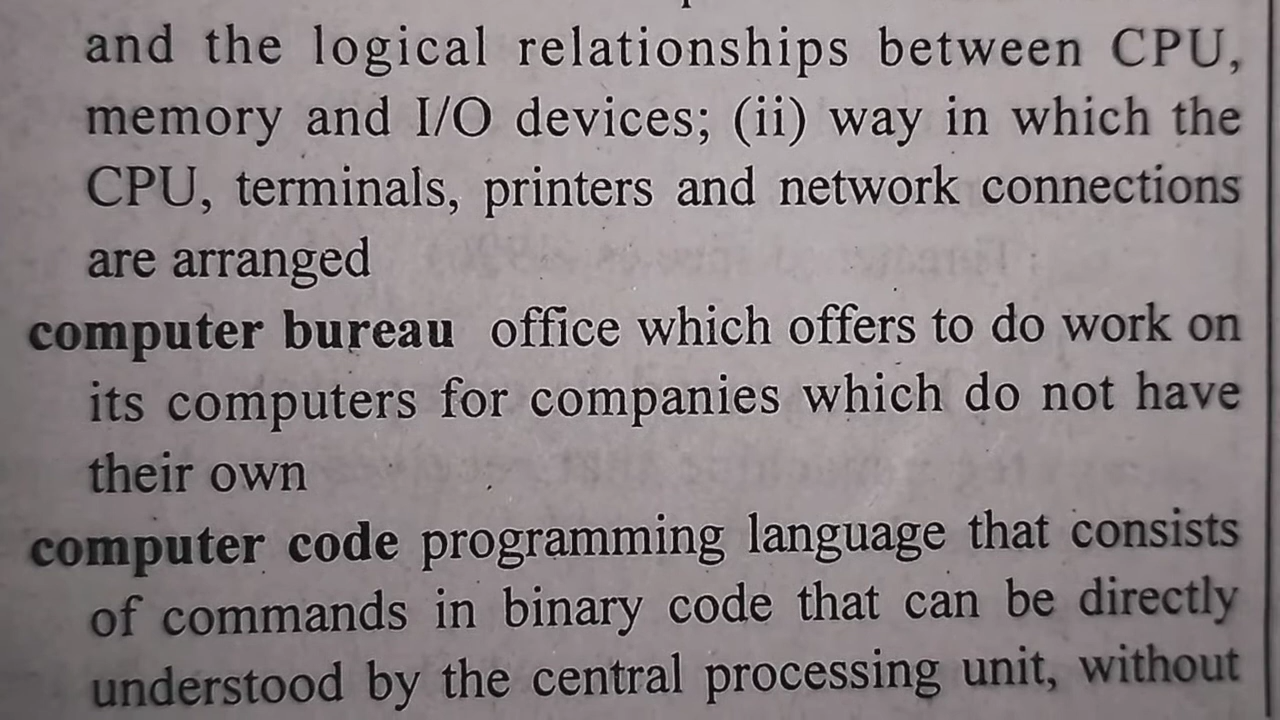 and the logical relationships between CPU,
memory and I/O devices; (ii) way in which the
CPU, terminals, printers and network connections
are arranged
computer bureau office which offers to do work on
its computers for companies which do not have
their own
computer code programming language that consists
of commands in binary code that can be directly
understood by the central processing unit, without